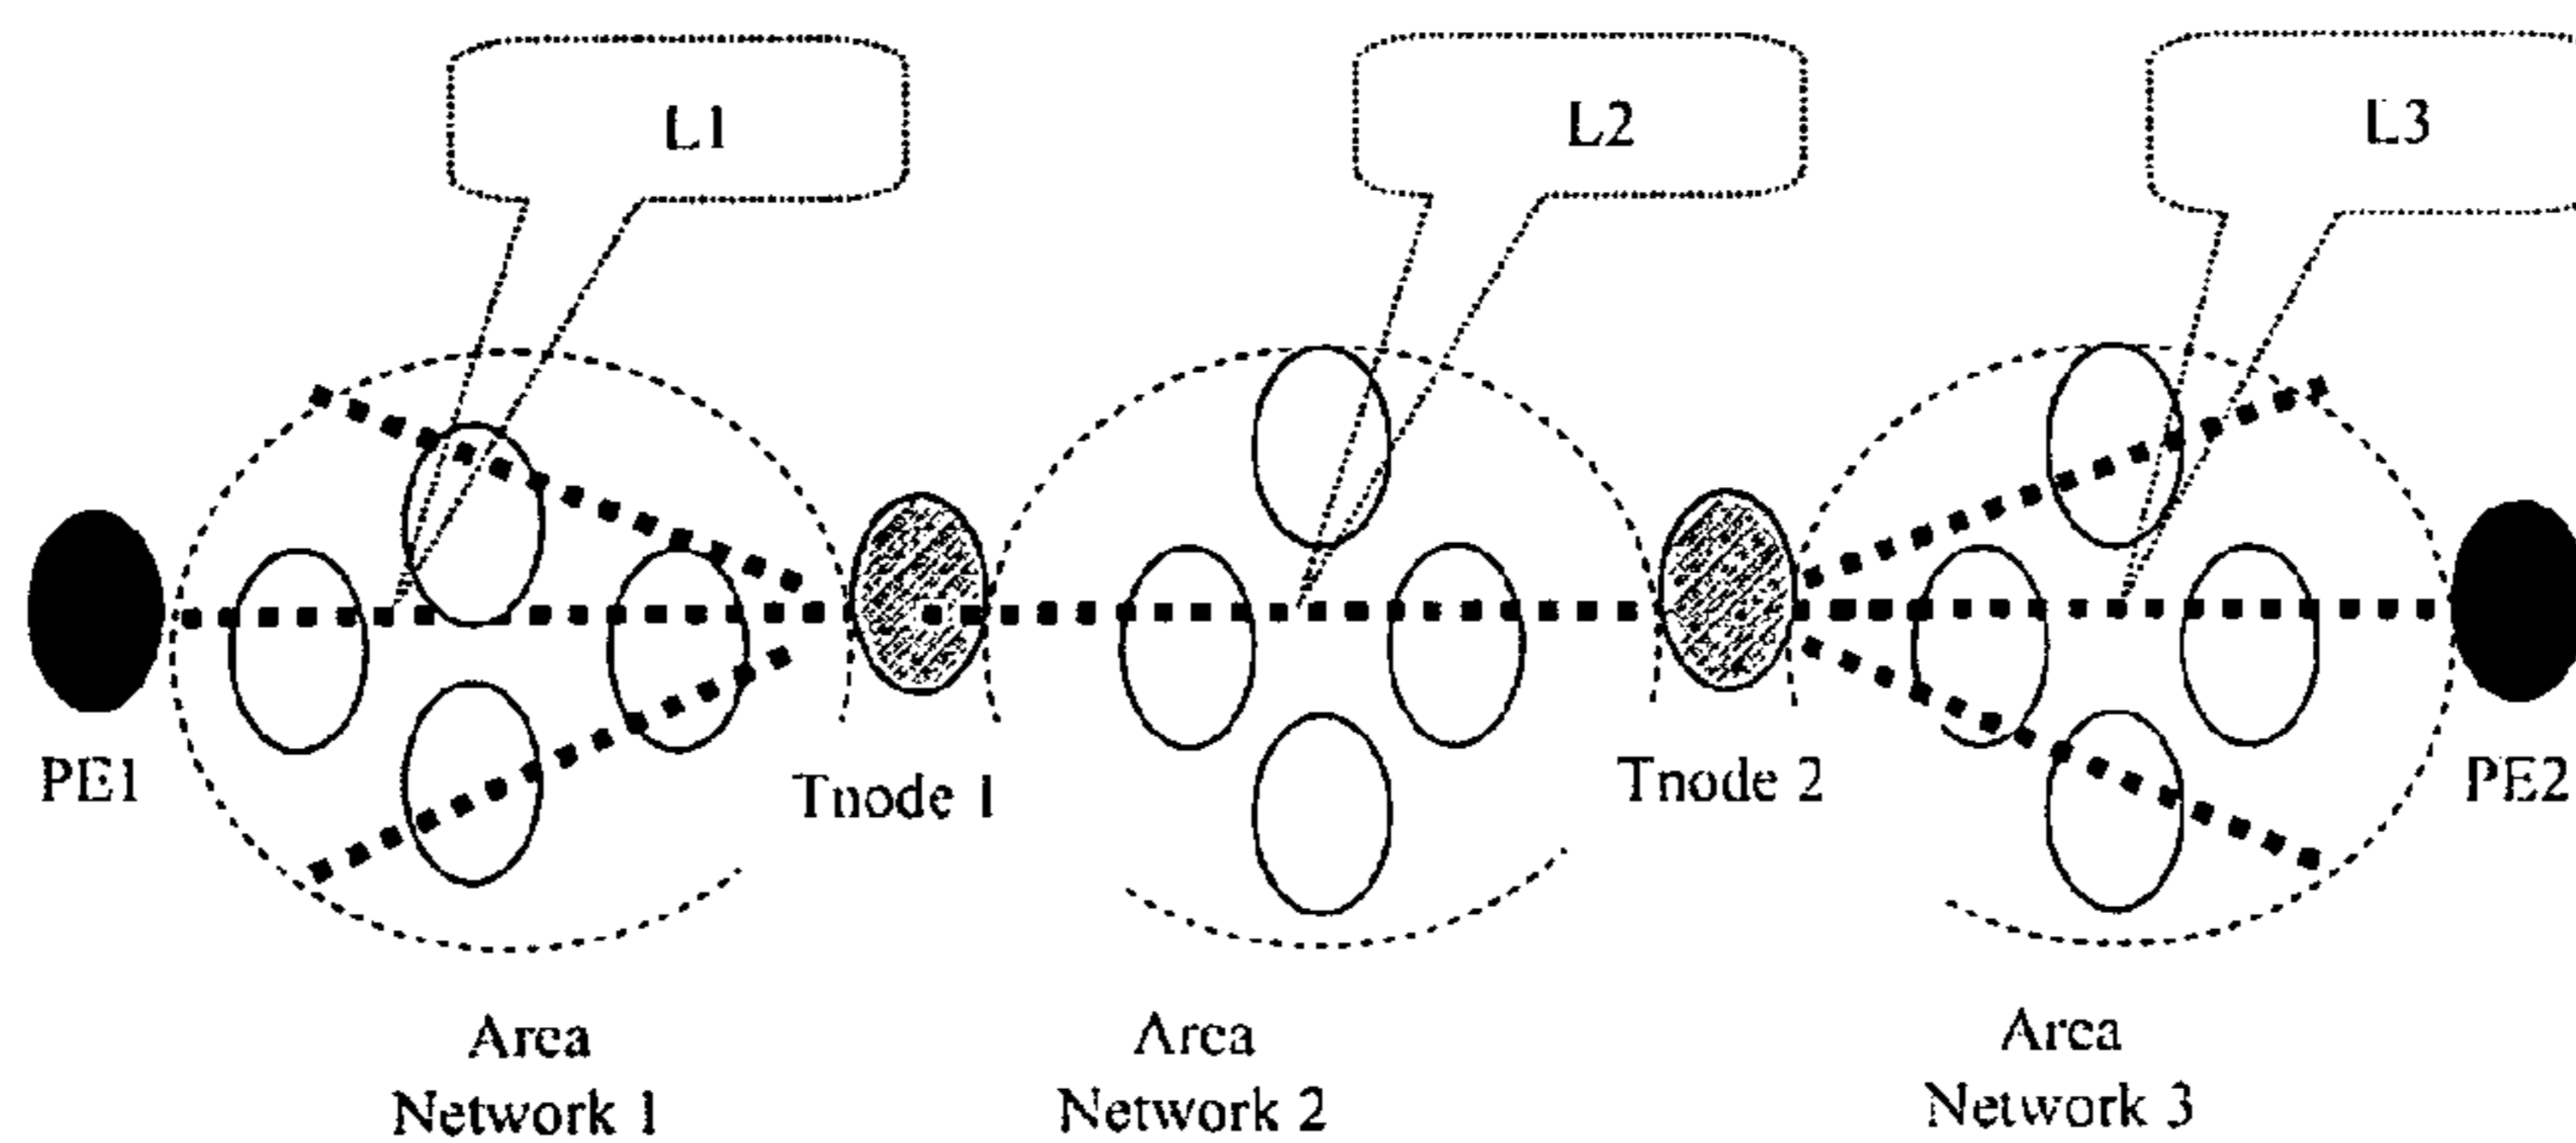 L1
L2
L3
PE1
Tnode 1
Tnode 2
PE2
Area
Network 1
Area
Network 2
Area
Network 3